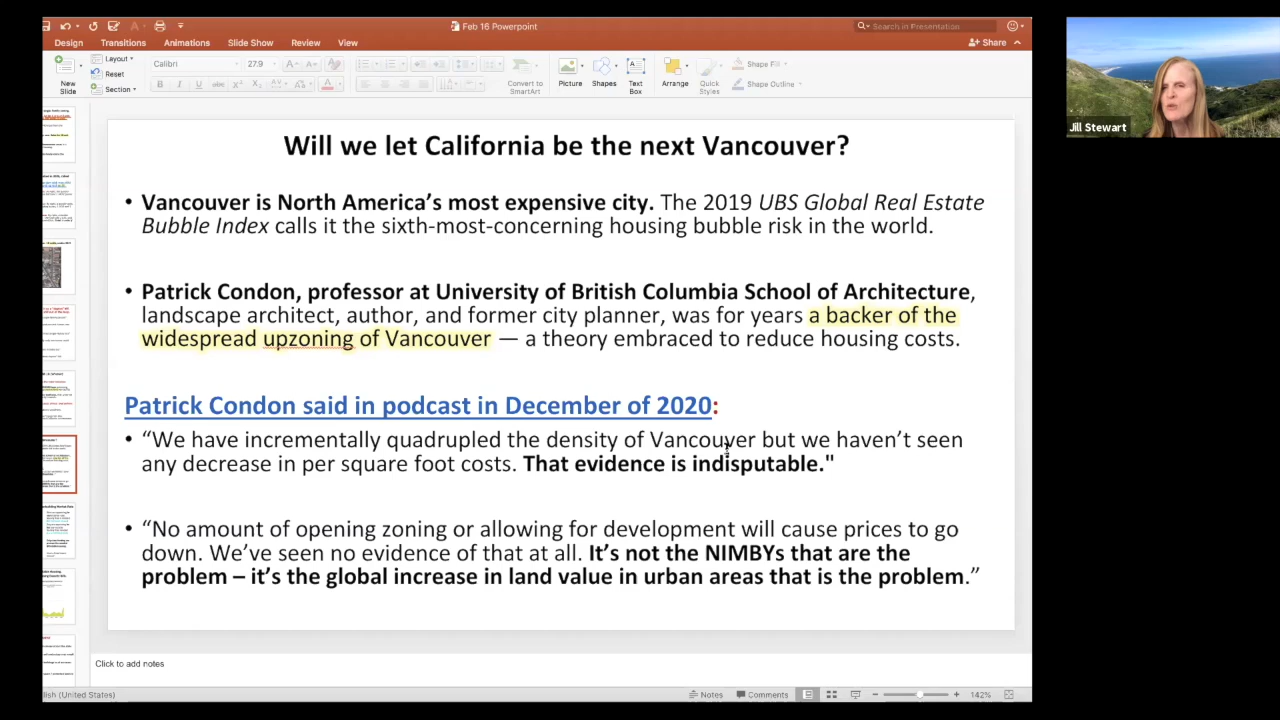 Feb 16 Powerpoint
Search in Presentation
Design Transitions Animations Slide Show Review View
Share
New Slide
Layout
Reset
Section
Calibri 27.9
Convert to SmartArt
Picture
Shapes
Text Box
Arrange
Quick Styles
Shape Fill
Shape Outline
Will we let California be the next Vancouver?
• Vancouver is North America’s most expensive city. The 2019 UBS Global Real Estate
Bubble Index calls it the sixth-most-concerning housing bubble risk in the world.
• Patrick Condon, professor at University of British Columbia School of Architecture,
landscape architect, author, and former city planner, was for years a backer of the
widespread upzoning of Vancouver — a theory embraced to reduce housing costs.
Patrick Condon said in podcast in December of 2020:
• “We have incrementally quadrupled the density of Vancouver but we haven’t seen
any decrease in per square foot costs. That evidence is indisputable."
• “No amount of opening zoning or allowing for development will cause prices to go
down. We’ve seen no evidence of that at all. It’s not the NIMBYs that are the
problem – it’s the global increase in land value in urban areas that is the problem.”
Click to add notes
lish (United States)
Notes Comments 142%
Jill Stewart